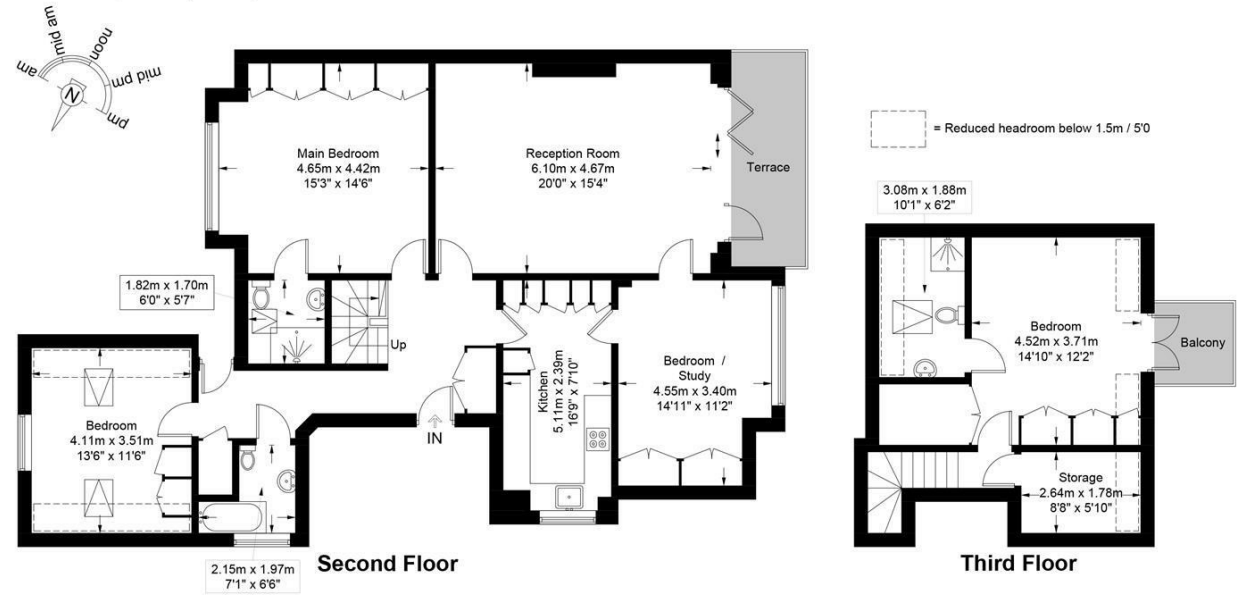 am
mid am
noon
mid pm
pm
N
Main Bedroom
4.65m x 4.42m
15'3" x 14'6"
Reception Room
6.10m x 4.67m
20'0" x 15'4"
Terrace
= Reduced headroom below 1.5m / 5'0
3.08m x 1.88m
10'1" x 6'2"
1.82m x 1.70m
6'0" x 5'7"
Up
Bedroom
4.11m x 3.51m
13'6" x 11'6"
IN
Kitchen
5.11m x 2.39m
16'9" x 7'10"
Bedroom /
Study
4.55m x 3.40m
14'11" x 11'2"
Bedroom
4.52m x 3.71m
14'10" x 12'2"
Balcony
Storage
2.64m x 1.78m
8'8" x 5'10"
2.15m x 1.97m
7'1" x 6'6"
Second Floor
Third Floor